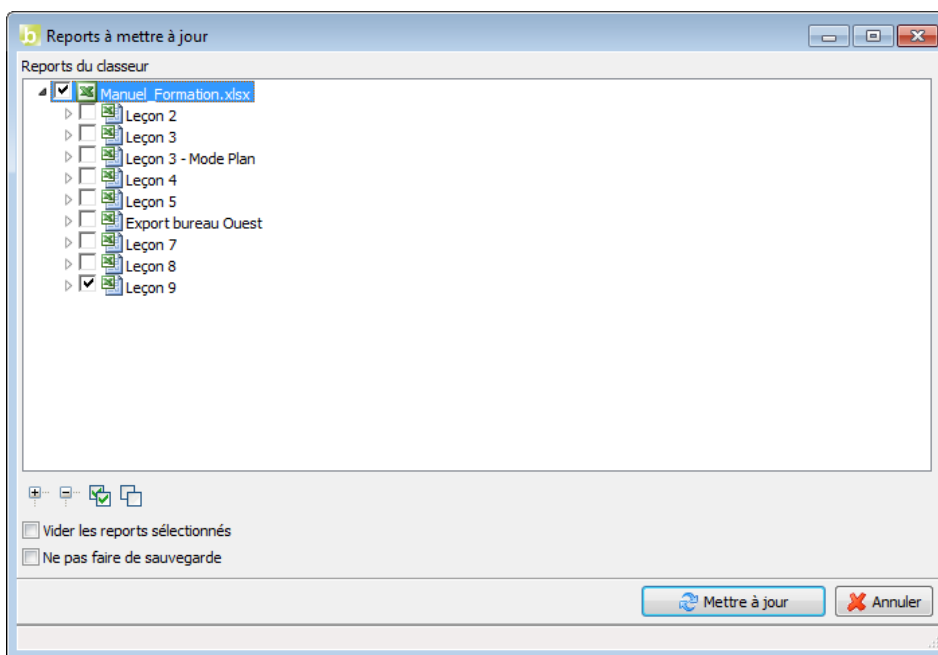 Reports à mettre à jour
Reports du classeur
Manuel_Formation.xlsx
Leçon 2
Leçon 3
Leçon 3 - Mode Plan
Leçon 4
Leçon 5
Export bureau Ouest
Leçon 7
Leçon 8
Leçon 9
Vider les reports sélectionnés
Ne pas faire de sauvegarde
Mettre à jour Annuler